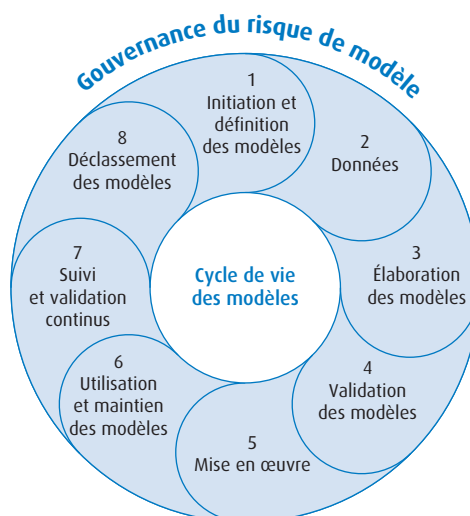 Gouvernance du risque de modèle
1
Initiation et
définition
des modèles
2
Données
3
Élaboration
des modèles
4
Validation
des modèles
5
Mise en œuvre
6
Utilisation
et maintien
des modèles
7
Suivi
et validation
continus
8
Déclassement
des modèles
Cycle de vie
des modèles